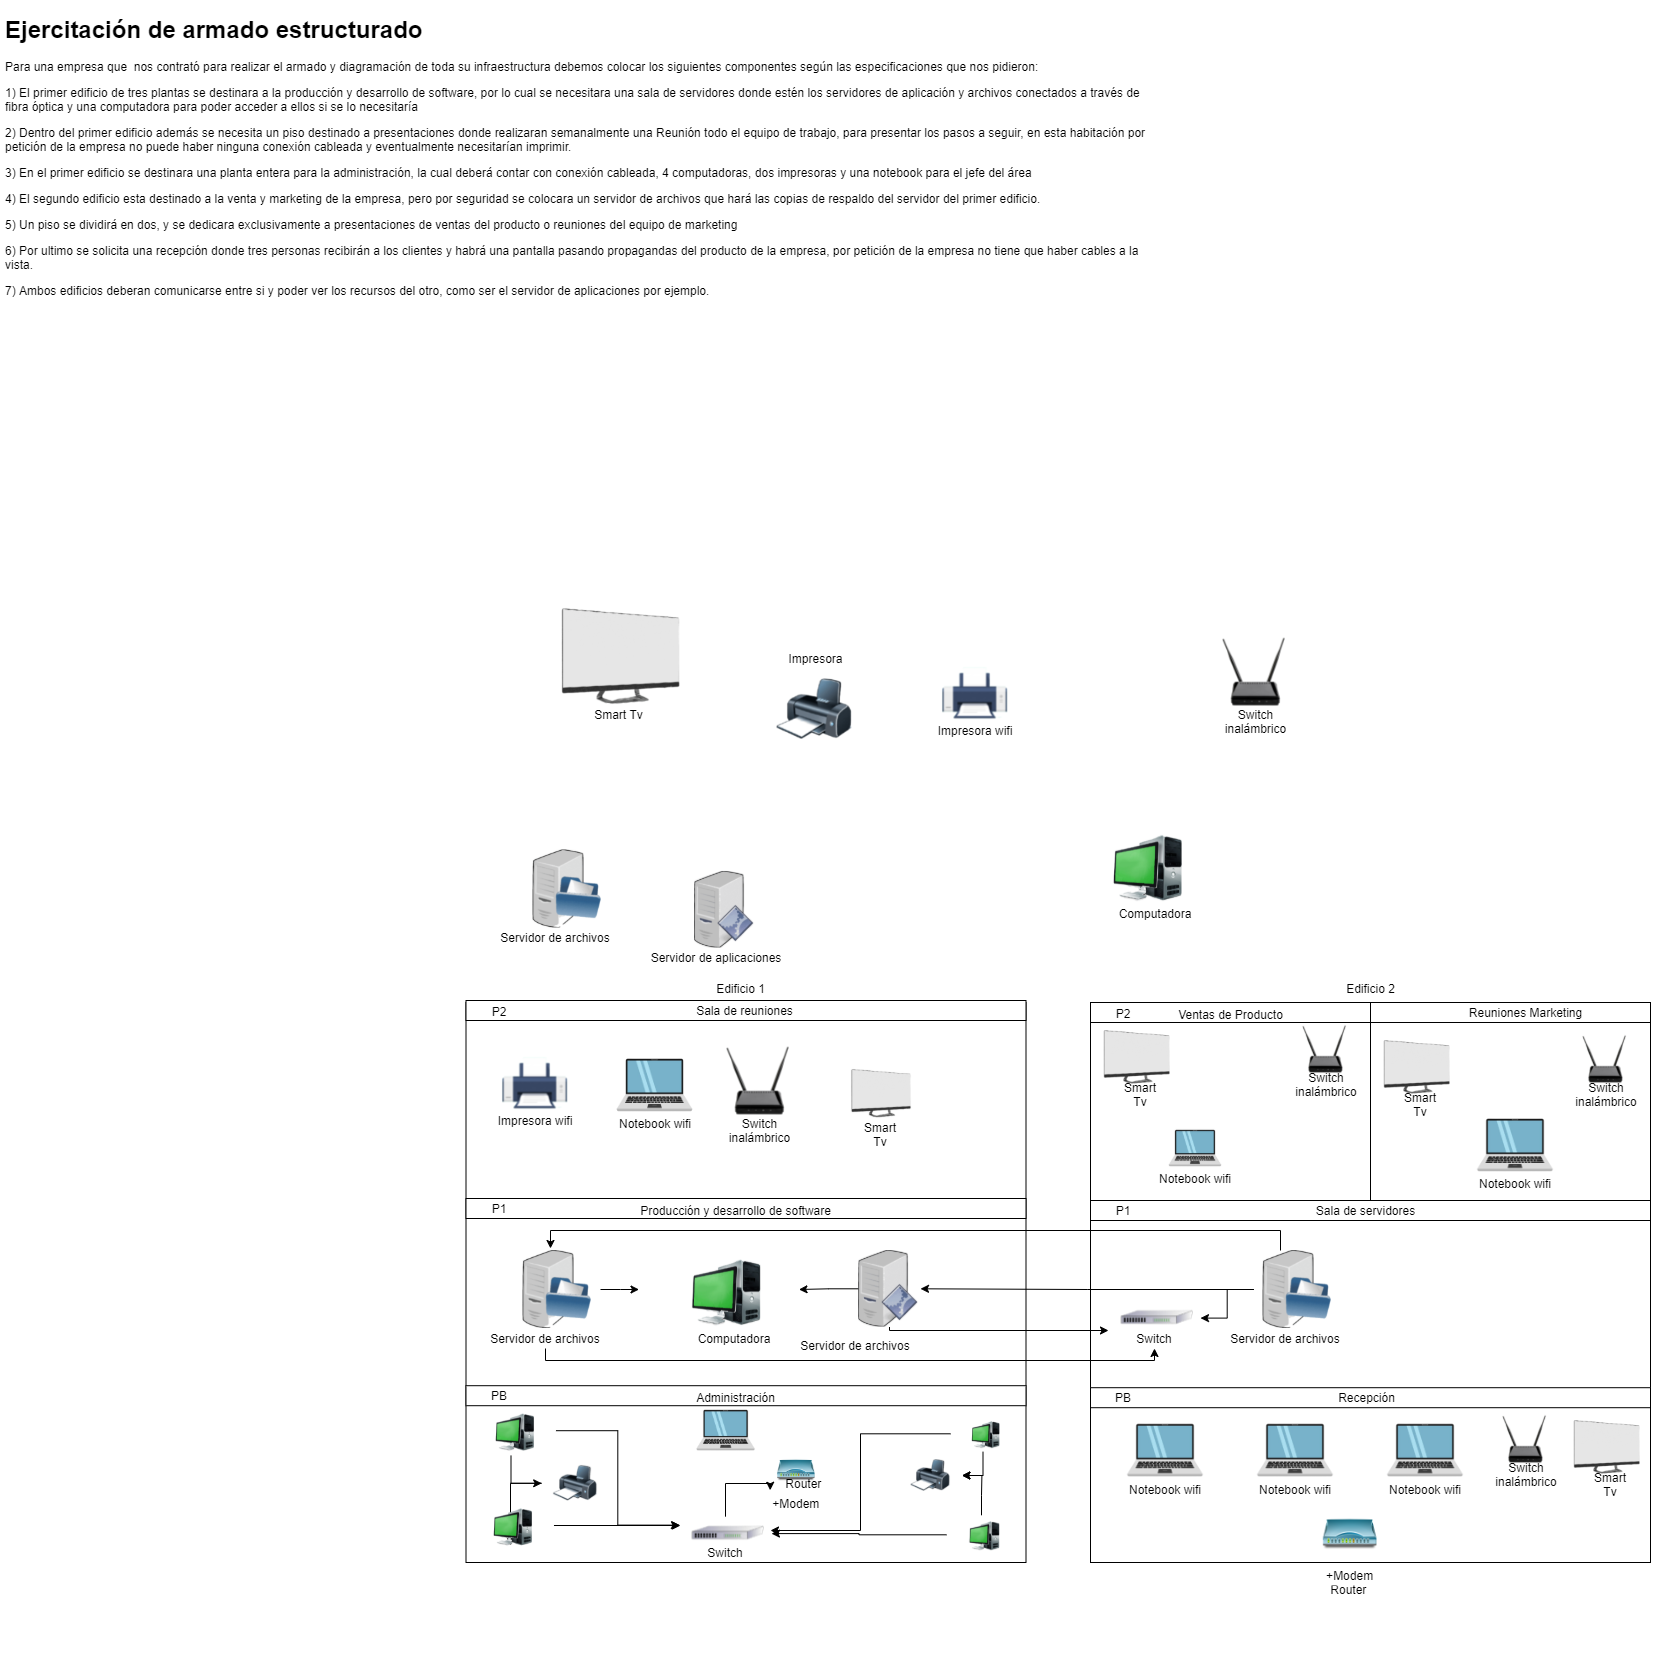 Ejercitación de armado estructurado
Para una empresa que  nos contrató para realizar el armado y diagramación de toda su infraestructura debemos colocar los siguientes componentes según las especificaciones que nos pidieron:
1) El primer edificio de tres plantas se destinara a la producción y desarrollo de software, por lo cual se necesitara una sala de servidores donde estén los servidores de aplicación y archivos conectados a través de
fibra óptica y una computadora para poder acceder a ellos si se lo necesitaría
2) Dentro del primer edificio además se necesita un piso destinado a presentaciones donde realizaran semanalmente una Reunión todo el equipo de trabajo, para presentar los pasos a seguir, en esta habitación por
petición de la empresa no puede haber ninguna conexión cableada y eventualmente necesitarían imprimir.
3) En el primer edificio se destinara una planta entera para la administración, la cual deberá contar con conexión cableada, 4 computadoras, dos impresoras y una notebook para el jefe del área
4) El segundo edificio esta destinado a la venta y marketing de la empresa, pero por seguridad se colocara un servidor de archivos que hará las copias de respaldo del servidor del primer edificio.
5) Un piso se dividirá en dos, y se dedicara exclusivamente a presentaciones de ventas del producto o reuniones del equipo de marketing
6) Por ultimo se solicita una recepción donde tres personas recibirán a los clientes y habrá una pantalla pasando propagandas del producto de la empresa, por petición de la empresa no tiene que haber cables a la
vista.
7) Ambos edificios deberan comunicarse entre si y poder ver los recursos del otro, como ser el servidor de aplicaciones por ejemplo.
Impresora
Smart Tv
Impresora wifi
Switch
inalámbrico
Computadora
Servidor de archivos
Servidor de aplicaciones
Edificio 1
P2
Sala de reuniones
Impresora wifi
Notebook wifi
Switch
inalámbrico
Smart
Tv
P1
Producción y desarrollo de software
Servidor de archivos
Computadora
Servidor de archivos
PB
Administración
Router
+Modem
Switch
Edificio 2
P2
Ventas de Producto
Reuniones Marketing
Smart
Tv
Switch
inalámbrico
Notebook wifi
Smart
Tv
Switch
inalámbrico
Notebook wifi
P1
Sala de servidores
Switch
Servidor de archivos
PB
Recepción
Notebook wifi
Notebook wifi
Notebook wifi
Switch
inalámbrico
Smart
Tv
+Modem
Router